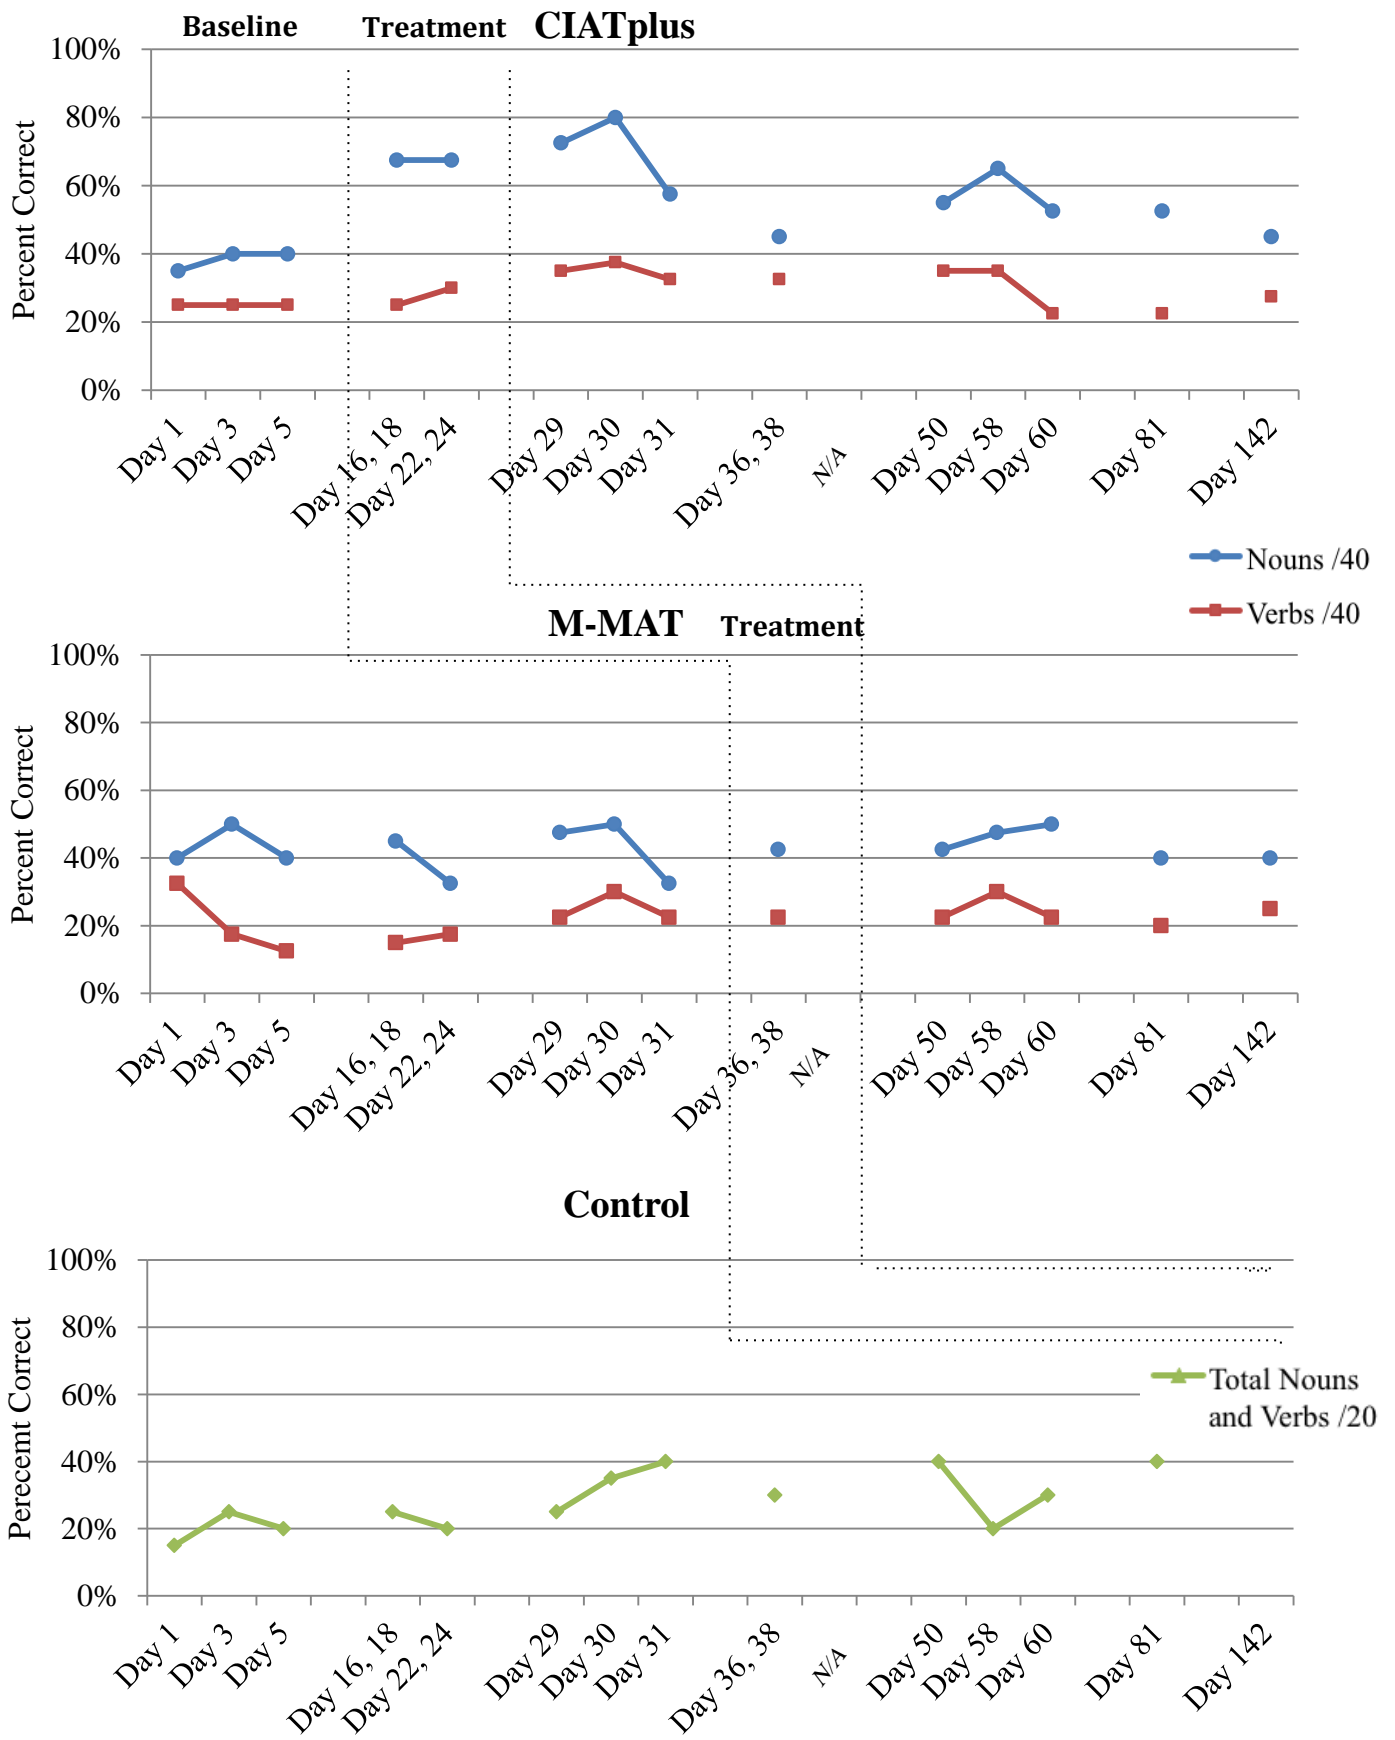 Baseline
Treatment
CIATplus
100%
80%
60%
40%
20%
0%
Percent Correct
Day 1
Day 3
Day 5
Day 16, 18
Day 22, 24
Day 29
Day 30
Day 31
Day 36, 38
N/A
Day 50
Day 58
Day 60
Day 81
Day 142
Nouns /40
Verbs /40
M-MAT
Treatment
100%
80%
60%
40%
20%
0%
Percent Correct
Day 1
Day 3
Day 5
Day 16, 18
Day 22, 24
Day 29
Day 30
Day 31
Day 36, 38
N/A
Day 50
Day 58
Day 60
Day 81
Day 142
Control
100%
80%
60%
40%
20%
0%
Perecemt Correct
Total Nouns
and Verbs /20
Day 1
Day 3
Day 5
Day 16, 18
Day 22, 24
Day 29
Day 30
Day 31
Day 36, 38
N/A
Day 50
Day 58
Day 60
Day 81
Day 142